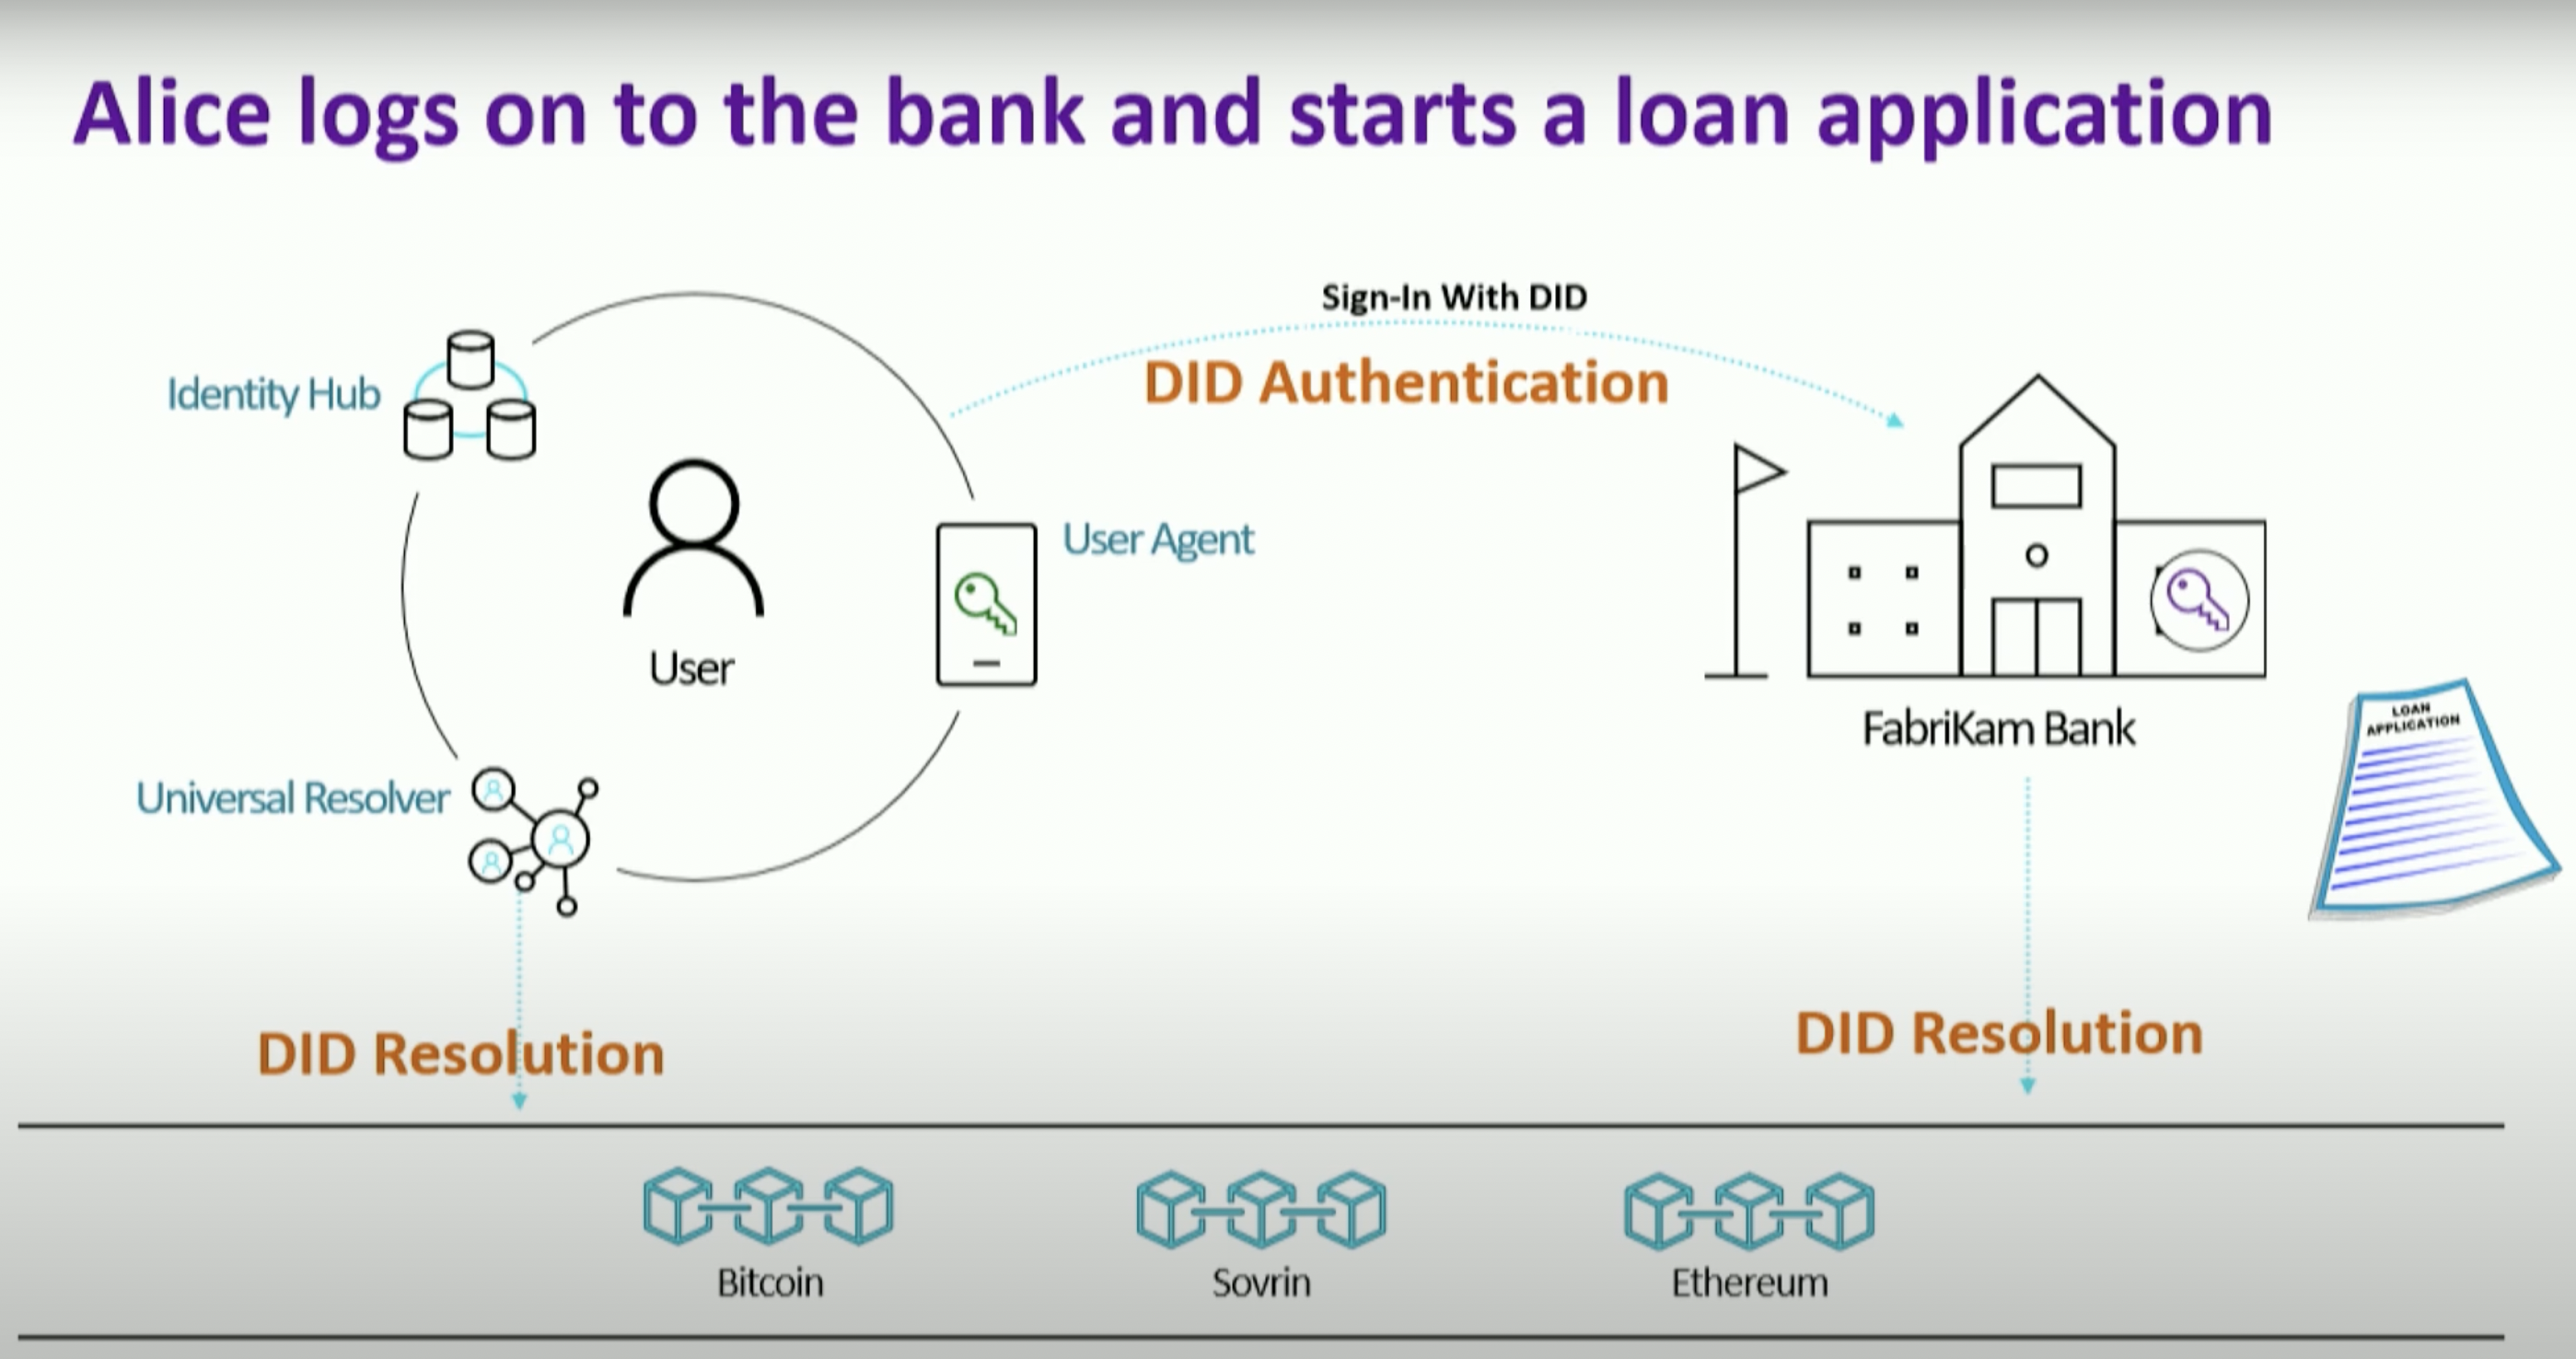 Alice logs on to the bank and starts a loan application
Sign-In With DID
DID Authentication
Identity Hub
User Agent
User
FabriKam Bank
LOAN
APPLICATION
Universal Resolver
DID Resolution
DID Resolution
Bitcoin
Sovrin
Ethereum